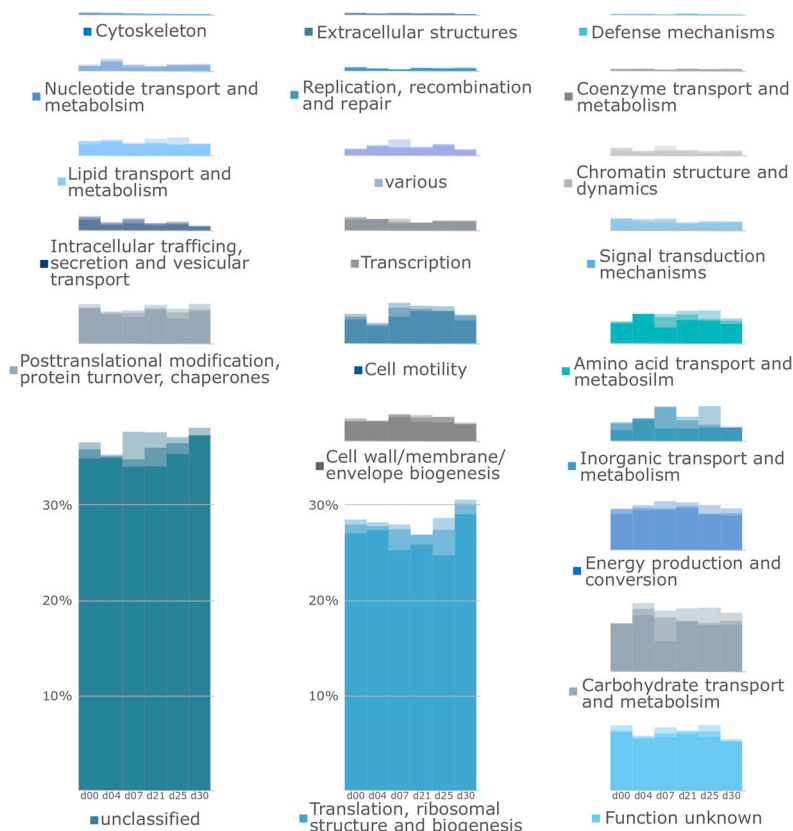 Cytoskeleton
Extracellular structures
Defense mechanisms
Nucleotide transport and
metabolsim
Replication, recombination
and repair
Coenzyme transport and
metabolism
Lipid transport and
metabolism
various
Chromatin structure and
dynamics
Intracellular trafficing,
secretion and vesicular
transport
Transcription
Signal transduction
mechanisms
Posttranslational modification,
protein turnover, chaperones
Cell motility
Amino acid transport and
metabosilm
Cell wall/membrane/
envelope biogenesis
Inorganic transport and
metabolism
Energy production and
conversion
Carbohydrate transport
and metabolsim
30%
20%
10%
d00 d04 d07 d21 d25 d30
unclassified
30%
20%
10%
d00 d04 d07 d21 d25 d30
Translation, ribosomal
structure and biogenesis
d00 d04 d07 d21 d25 d30
Function unknown